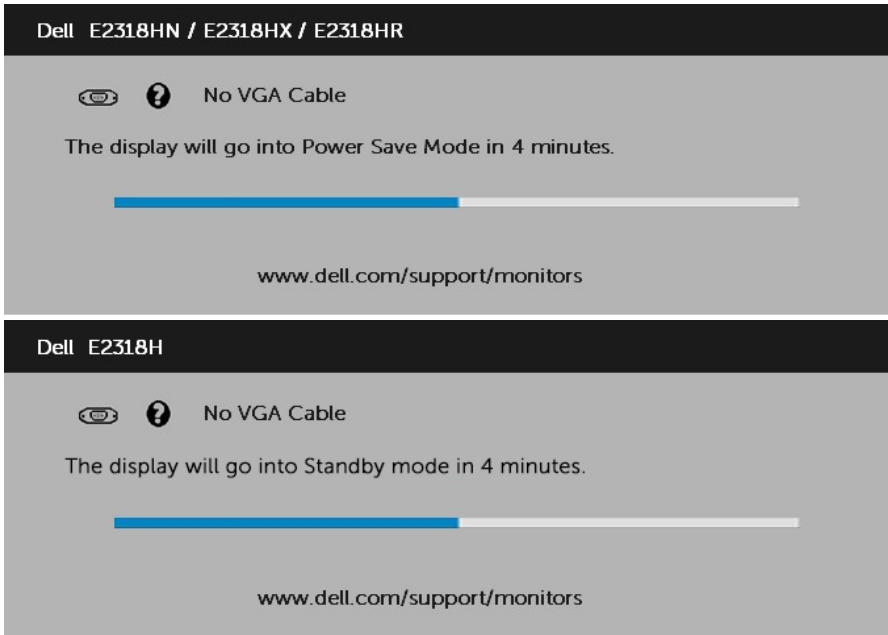 Dell E2318HN / E2318HX / E2318HR
No VGA Cable
The display will go into Power Save Mode in 4 minutes.
www.dell.com/support/monitors
Dell E2318H
No VGA Cable
The display will go into Standby mode in 4 minutes.
www.dell.com/support/monitors